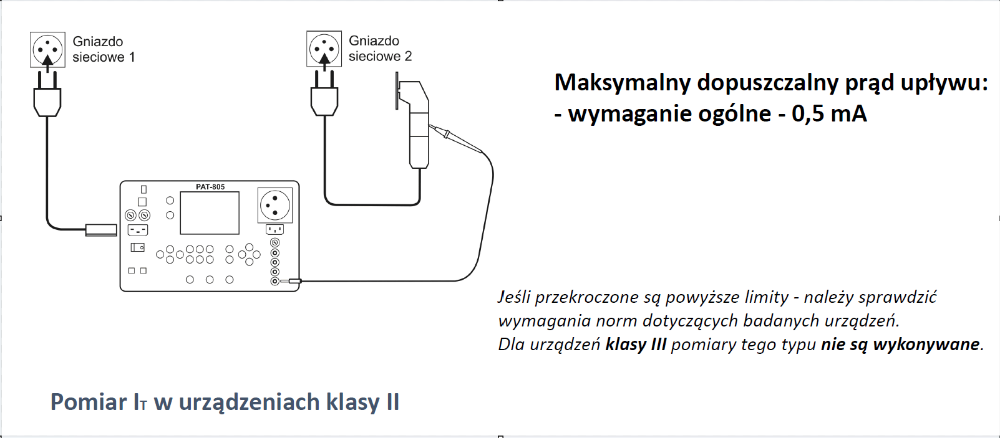 Gniazdo
sieciowe 1
Gniazdo
sieciowe 2
Maksymalny dopuszczalny prąd upływu:
- wymaganie ogólne - 0,5 mA
PAT-805
Jeśli przekroczone są powyższe limity - należy sprawdzić
wymagania norm dotyczących badanych urządzeń.
Dla urządzeń klasy III pomiary tego typu nie są wykonywane.
Pomiar IT w urządzeniach klasy II